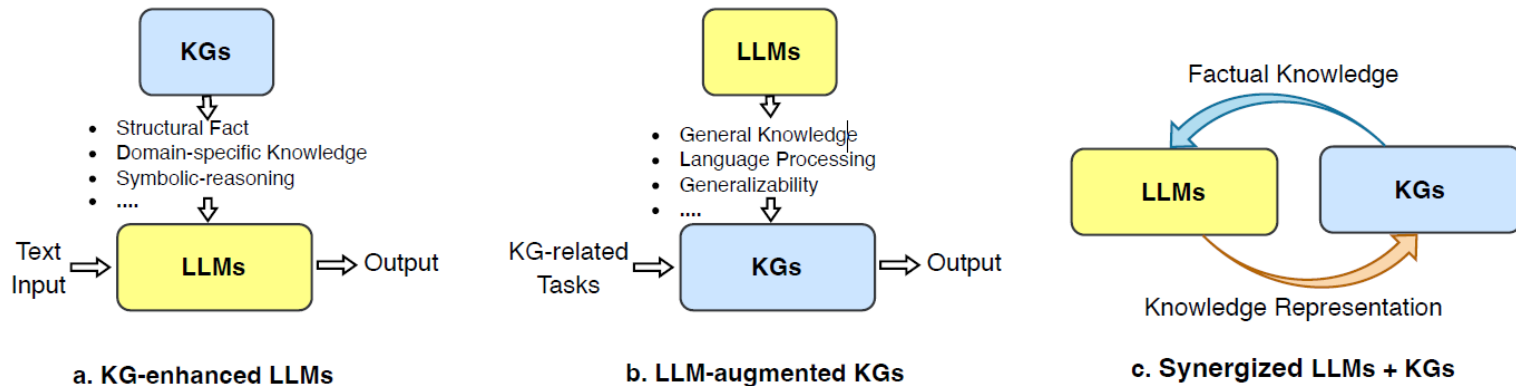 KGs
• Structural Fact
• Domain-specific Knowledge
• Symbolic-reasoning
• ....
Text
Input
LLMs
Output
a. KG-enhanced LLMs
LLMs
• General Knowledge
• Language Processing
• Generalizability
• ....
KG-related
Tasks
KGs
Output
b. LLM-augmented KGs
Factual Knowledge
LLMs
KGs
Knowledge Representation
c. Synergized LLMs + KGs